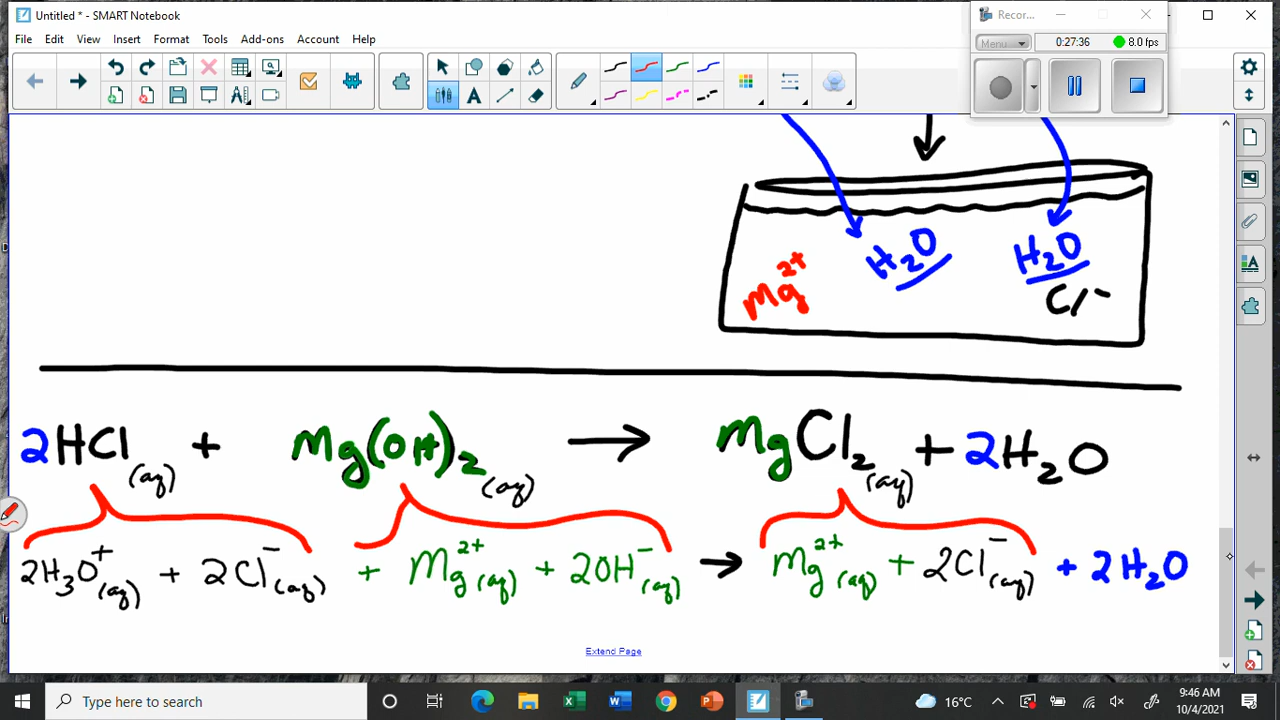 Untitled * - SMART Notebook
Recor...
File Edit View Insert Format Tools Add-ons Account Help
Menu
0:27:36
8.0 fps
A
A
Mg²⁺ H₂O H₂O
Cl⁻
2HCl(aq) + Mg(OH)₂(aq) → MgCl₂(aq) + 2H₂O
2H₃O⁺(aq) + 2Cl⁻(aq) + Mg²⁺(aq) + 2OH⁻(aq) → Mg²⁺(aq) + 2Cl⁻(aq) + 2H₂O
Extend Page
Type here to search
16°C
9:46 AM
10/4/2021